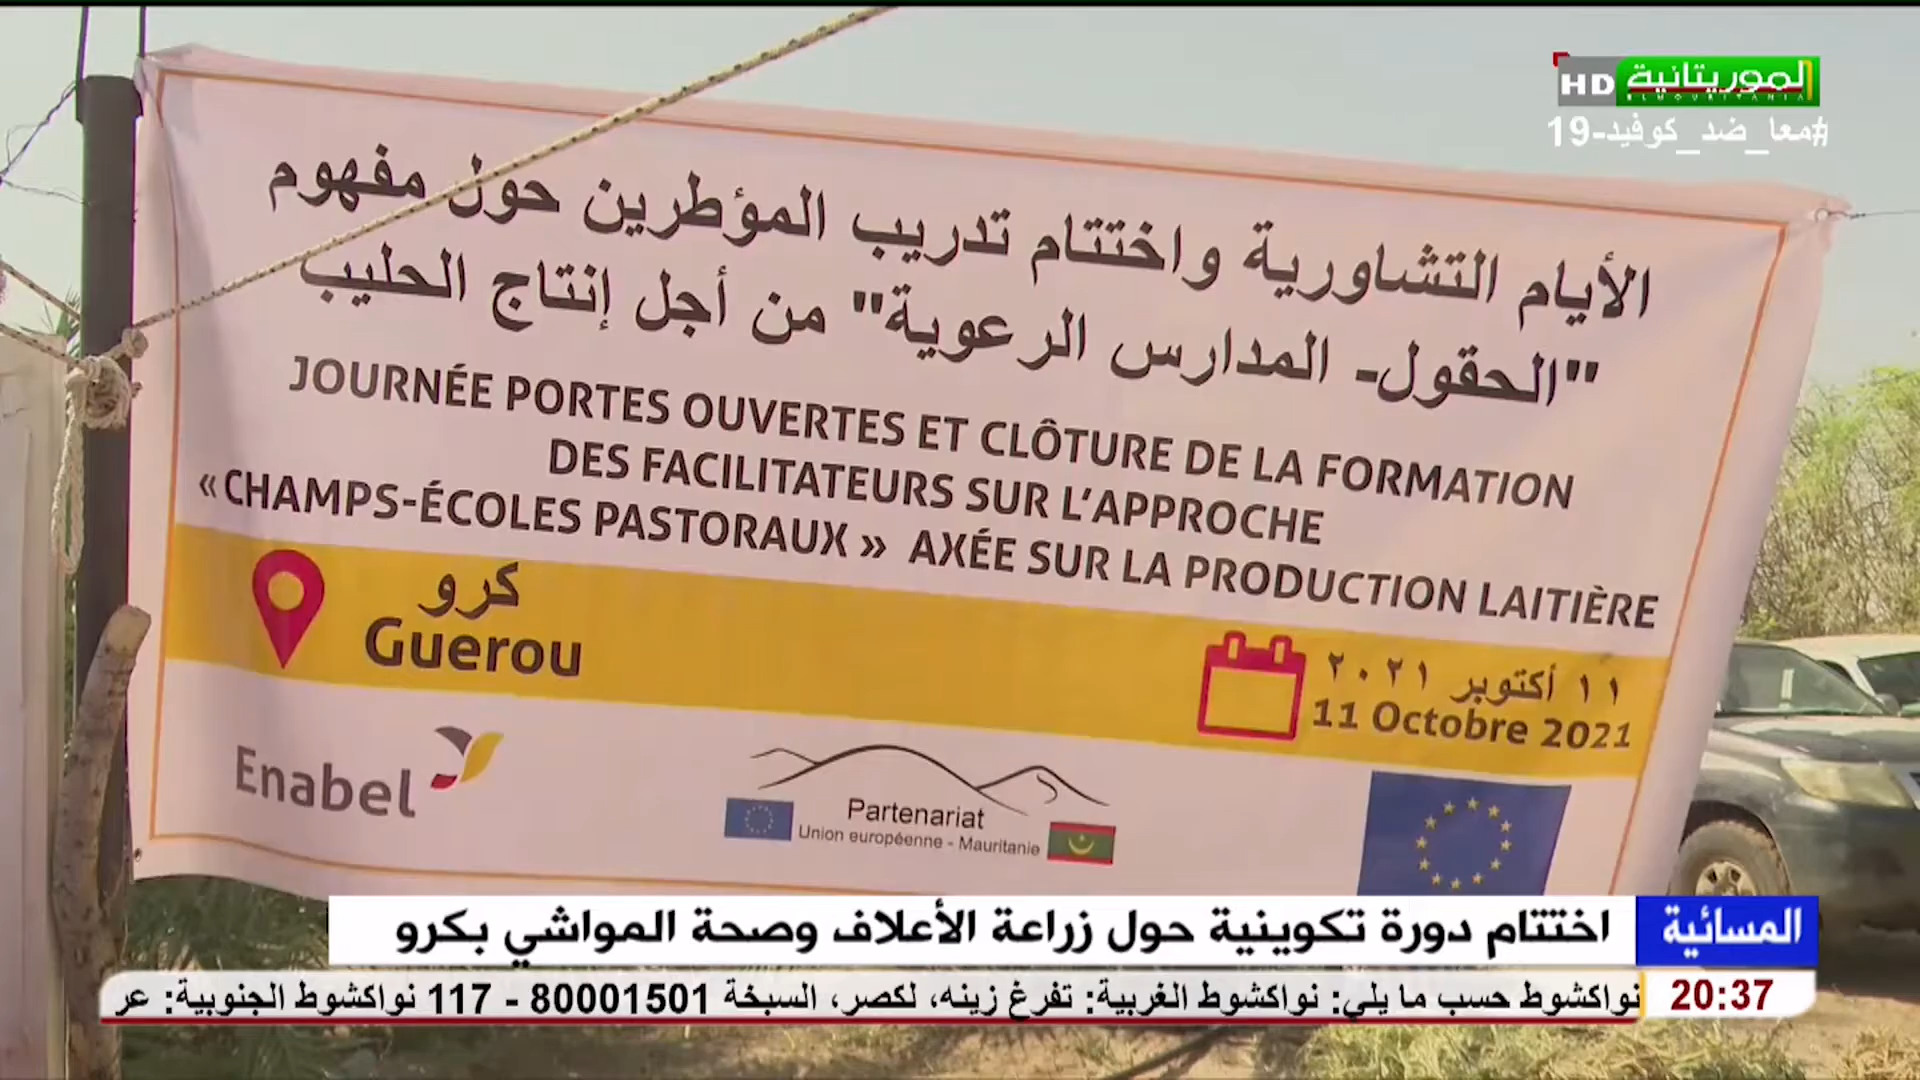 HD الموريتانية
ELMOURITANIA
#معا_ضد_كوفيد-19
الأيام التشاورية واختتام تدريب المؤطرين حول مفهوم
"الحقول- المدارس الرعوية" من أجل إنتاج الحليب
JOURNÉE PORTES OUVERTES ET CLÔTURE DE LA FORMATION
DES FACILITATEURS SUR L'APPROCHE
« CHAMPS-ÉCOLES PASTORAUX » AXÉE SUR LA PRODUCTION LAITIÈRE
كرو
Guerou
١١ أكتوبر ٢٠٢١
11 Octobre 2021
Enabel
Partenariat
Union européenne - Mauritanie
المسائية
اختتام دورة تكوينية حول زراعة الأعلاف وصحة المواشي بكرو
20:37
نواكشوط حسب ما يلي: نواكشوط الغربية: تفرغ زينه، لكصر، السبخة 80001501 - 117 نواكشوط الجنوبية: عر